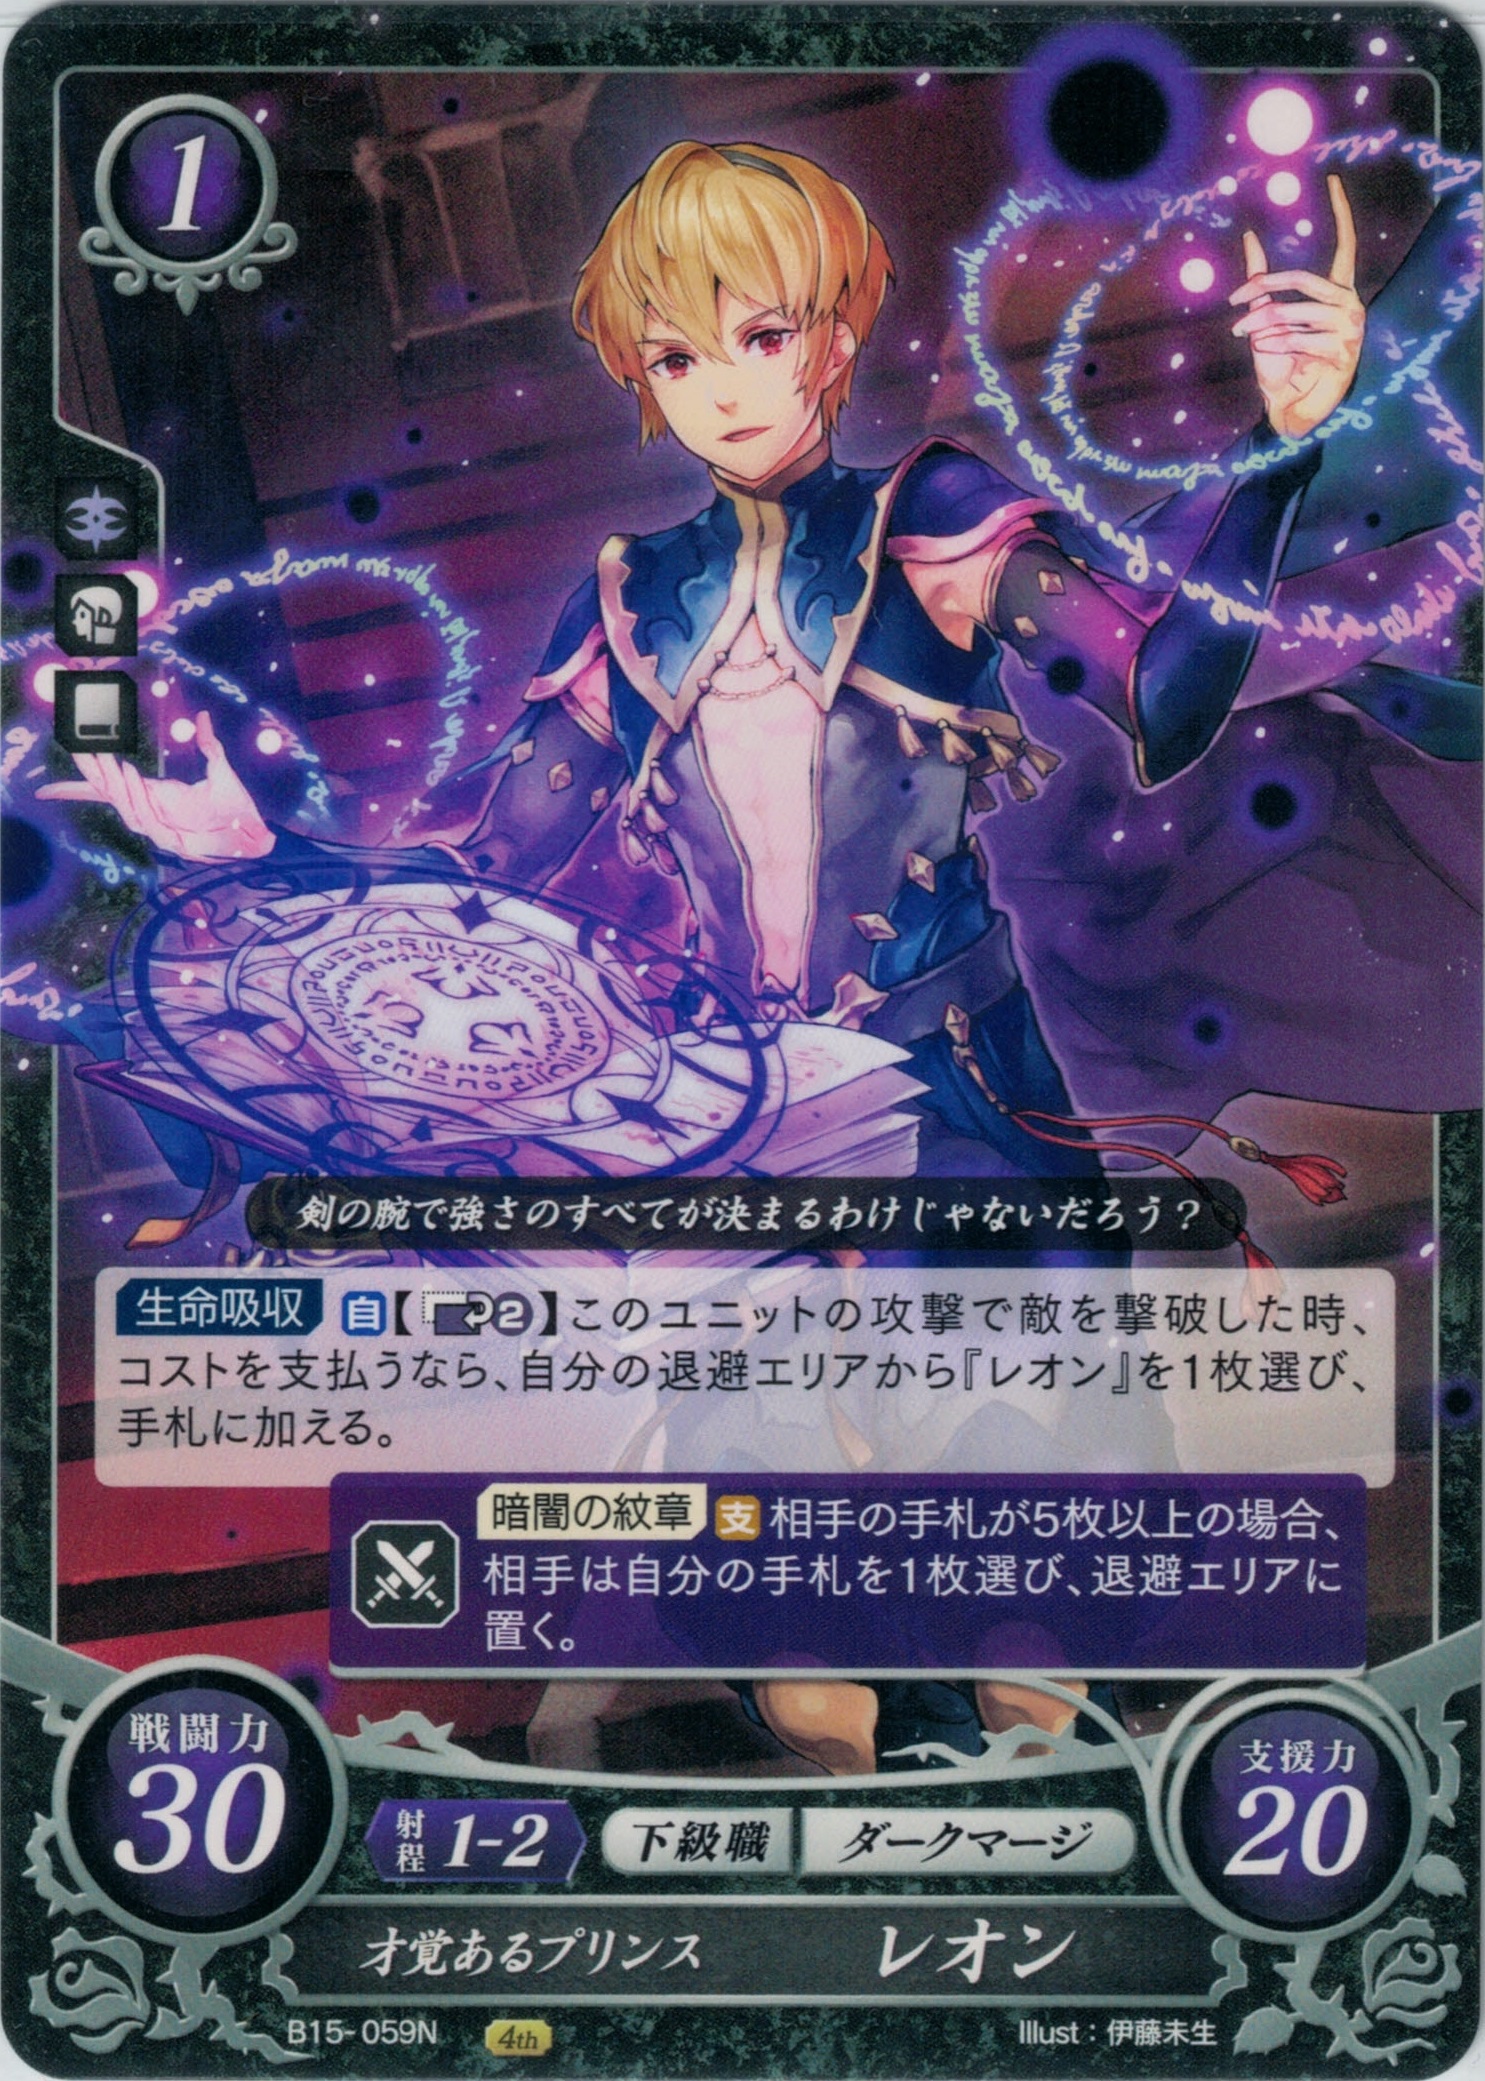 1
剣の腕で強さのすべてが決まるわけじゃないだろう？
生命吸収 自【2】このユニットの攻撃で敵を撃破した時、
コストを支払うなら、自分の退避エリアから『レオン』を1枚選び、
手札に加える。
暗闇の紋章 支 相手の手札が5枚以上の場合、
相手は自分の手札を1枚選び、退避エリアに
置く。
戦闘力
30
射程 1-2
下級職
ダークマージ
支援力
20
才覚あるプリンス レオン
B15-059N
4th
Illust：伊藤未生